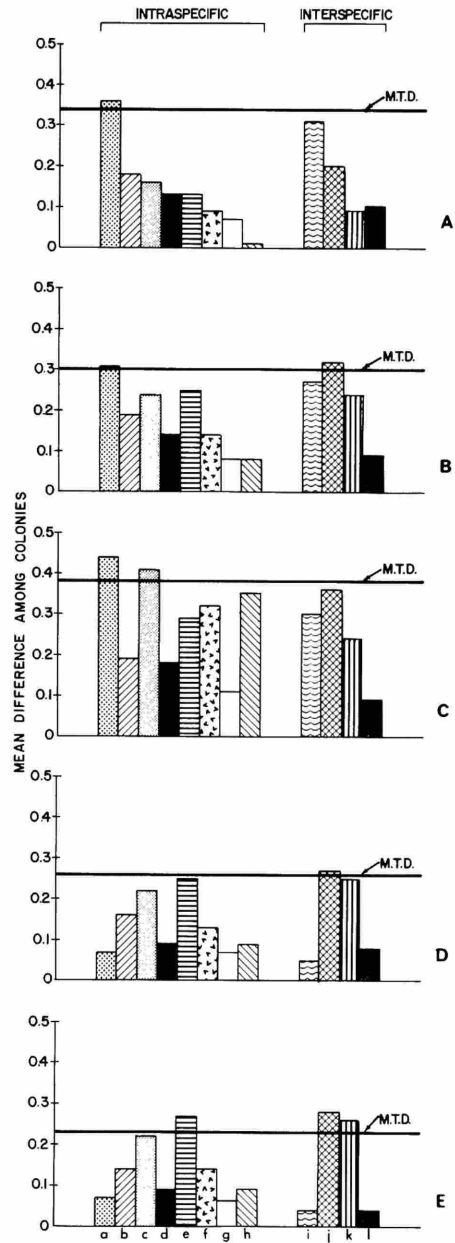 INTRASPECIFIC INTERSPECIFIC
0.5
0.4
M.T.D.
0.3
0.2
0.1
0
A
0.5
0.4
M.T.D.
0.3
0.2
0.1
0
B
0.5
0.4
M.T.D.
0.3
0.2
0.1
0
C
MEAN DIFFERENCE AMONG COLONIES
0.5
0.4
0.3
M.T.D.
0.2
0.1
0
D
0.5
0.4
0.3
M.T.D.
0.2
0.1
0
E
a b c d e f g h i j k l